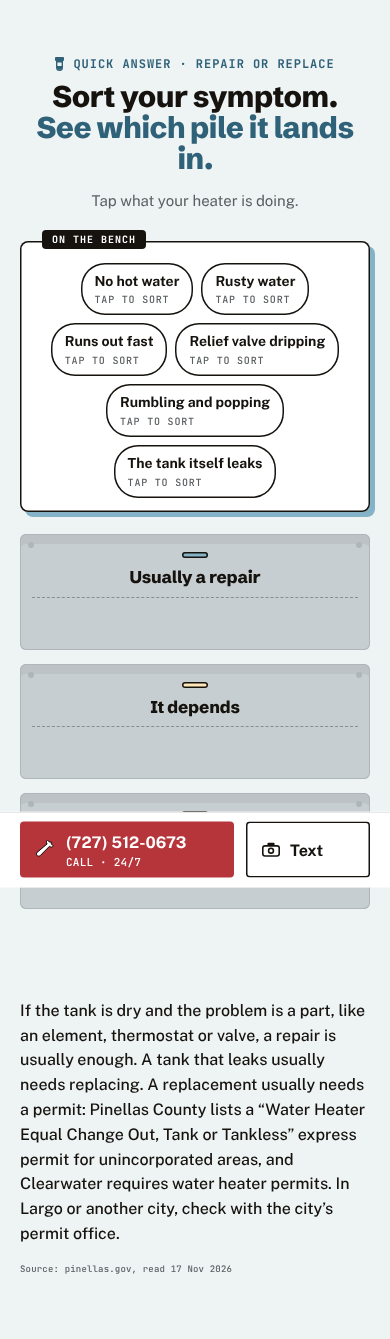 QUICK ANSWER · REPAIR OR REPLACE
Sort your symptom.
See which pile it lands
in.
Tap what your heater is doing.
ON THE BENCH
No hot water
TAP TO SORT
Rusty water
TAP TO SORT
Runs out fast
TAP TO SORT
Relief valve dripping
TAP TO SORT
Rumbling and popping
TAP TO SORT
The tank itself leaks
TAP TO SORT
Usually a repair
It depends
(727) 512-0673
CALL · 24/7
Text
If the tank is dry and the problem is a part, like
an element, thermostat or valve, a repair is
usually enough. A tank that leaks usually
needs replacing. A replacement usually needs
a permit: Pinellas County lists a “Water Heater
Equal Change Out, Tank or Tankless” express
permit for unincorporated areas, and
Clearwater requires water heater permits. In
Largo or another city, check with the city’s
permit office.
Source: pinellas.gov, read 17 Nov 2026